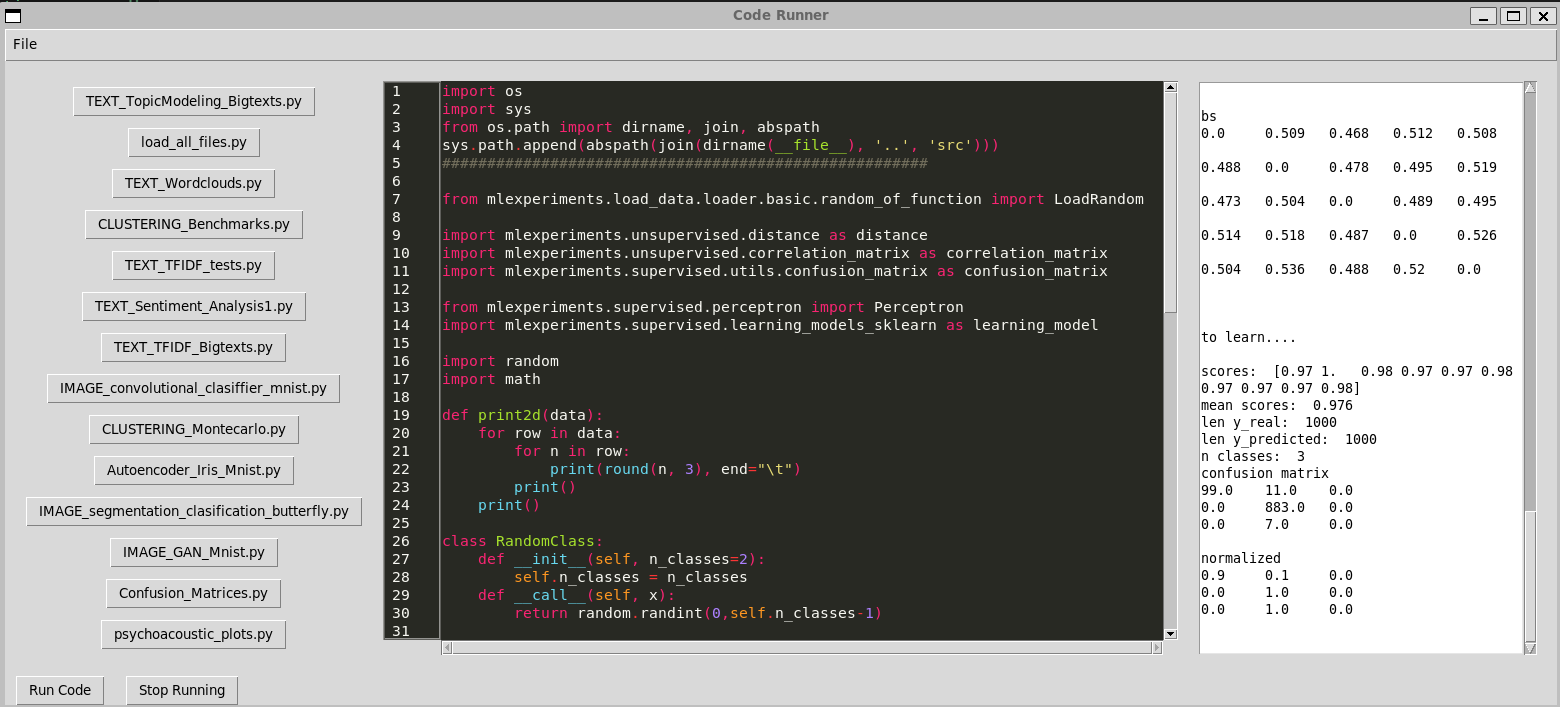 Code Runner
File
TEXT_TopicModeling_Bigtexts.py
load_all_files.py
TEXT_Wordclouds.py
CLUSTERING_Benchmarks.py
TEXT_TFIDF_tests.py
TEXT_Sentiment_Analysis1.py
TEXT_TFIDF_Bigtexts.py
IMAGE_convolutional_clasiffier_mnist.py
CLUSTERING_Montecarlo.py
Autoencoder_Iris_Mnist.py
IMAGE_segmentation_clasification_butterfly.py
IMAGE_GAN_Mnist.py
Confusion_Matrices.py
psychoacoustic_plots.py
Run Code Stop Running
1 import os
2 import sys
3 from os.path import dirname, join, abspath
4 sys.path.append(abspath(join(dirname(__file__), '..', 'src')))
5 ######################################################
6
7 from mlexperiments.load_data.loader.basic.random_of_function import LoadRandom
8
9 import mlexperiments.unsupervised.distance as distance
10 import mlexperiments.unsupervised.correlation_matrix as correlation_matrix
11 import mlexperiments.supervised.utils.confusion_matrix as confusion_matrix
12
13 from mlexperiments.supervised.perceptron import Perceptron
14 import mlexperiments.supervised.learning_models_sklearn as learning_model
15
16 import random
17 import math
18
19 def print2d(data):
20     for row in data:
21         for n in row:
22             print(round(n, 3), end="\t")
23         print()
24     print()
25
26 class RandomClass:
27     def __init__(self, n_classes=2):
28         self.n_classes = n_classes
29     def __call__(self, x):
30         return random.randint(0,self.n_classes-1)
31
bs
0.0 0.509 0.468 0.512 0.508
0.488 0.0 0.478 0.495 0.519
0.473 0.504 0.0 0.489 0.495
0.514 0.518 0.487 0.0 0.526
0.504 0.536 0.488 0.52 0.0
to learn....
scores:  [0.97 1.   0.98 0.97 0.97 0.98
0.97 0.97 0.97 0.98]
mean scores:  0.976
len y_real:  1000
len y_predicted:  1000
n classes:  3
confusion matrix
99.0 11.0 0.0
0.0 883.0 0.0
0.0 7.0 0.0
normalized
0.9 0.1 0.0
0.0 1.0 0.0
0.0 1.0 0.0